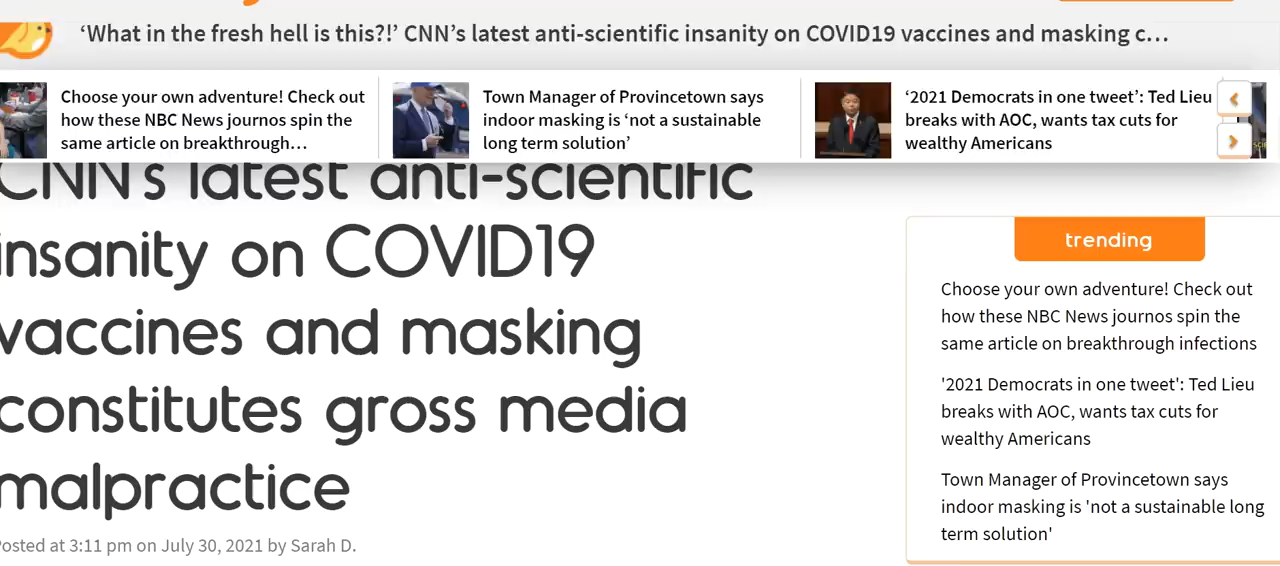 ‘What in the fresh hell is this?!’ CNN’s latest anti-scientific insanity on COVID19 vaccines and masking c…
Choose your own adventure! Check out
how these NBC News journos spin the
same article on breakthrough…
Town Manager of Provincetown says
indoor masking is ‘not a sustainable
long term solution’
‘2021 Democrats in one tweet’: Ted Lieu
breaks with AOC, wants tax cuts for
wealthy Americans
CNN's latest anti-scientific
insanity on COVID19
vaccines and masking
constitutes gross media
malpractice
Posted at 3:11 pm on July 30, 2021 by Sarah D.
trending
Choose your own adventure! Check out
how these NBC News journos spin the
same article on breakthrough infections
'2021 Democrats in one tweet': Ted Lieu
breaks with AOC, wants tax cuts for
wealthy Americans
Town Manager of Provincetown says
indoor masking is 'not a sustainable long
term solution'